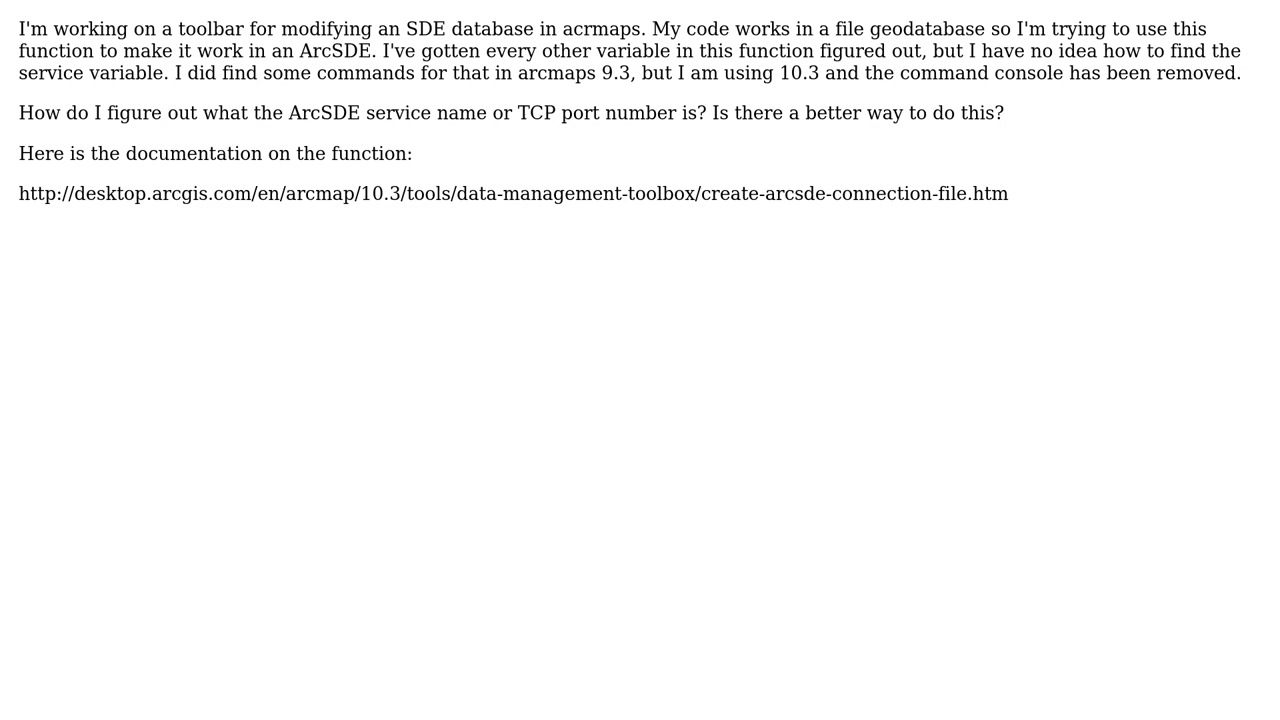 I'm working on a toolbar for modifying an SDE database in acrmaps. My code works in a file geodatabase so I'm trying to use this
function to make it work in an ArcSDE. I've gotten every other variable in this function figured out, but I have no idea how to find the
service variable. I did find some commands for that in arcmaps 9.3, but I am using 10.3 and the command console has been removed.
How do I figure out what the ArcSDE service name or TCP port number is? Is there a better way to do this?
Here is the documentation on the function:
http://desktop.arcgis.com/en/arcmap/10.3/tools/data-management-toolbox/create-arcsde-connection-file.htm